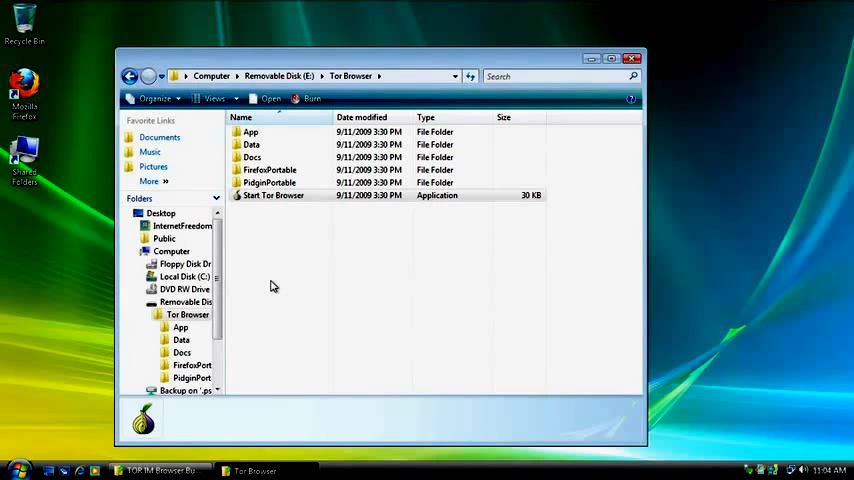 Recycle Bin
Mozilla
Firefox
Shared
Folders
Computer
Removable Disk (E:)
Tor Browser
Search
Organize
Views
Open
Burn
Favorite Links
Documents
Music
Pictures
More »
Folders
Desktop
InternetFreedom
Public
Computer
Floppy Disk Dr
Local Disk (C:)
DVD RW Drive
Removable Dis
Tor Browser
App
Data
Docs
FirefoxPort
PidginPort
Backup on '.ps
Name Date modified Type Size
App 9/11/2009 3:30 PM File Folder
Data 9/11/2009 3:30 PM File Folder
Docs 9/11/2009 3:30 PM File Folder
FirefoxPortable 9/11/2009 3:30 PM File Folder
PidginPortable 9/11/2009 3:30 PM File Folder
Start Tor Browser 9/11/2009 3:30 PM Application 30 KB
TOR IM Browser Bu...
Tor Browser
11:04 AM